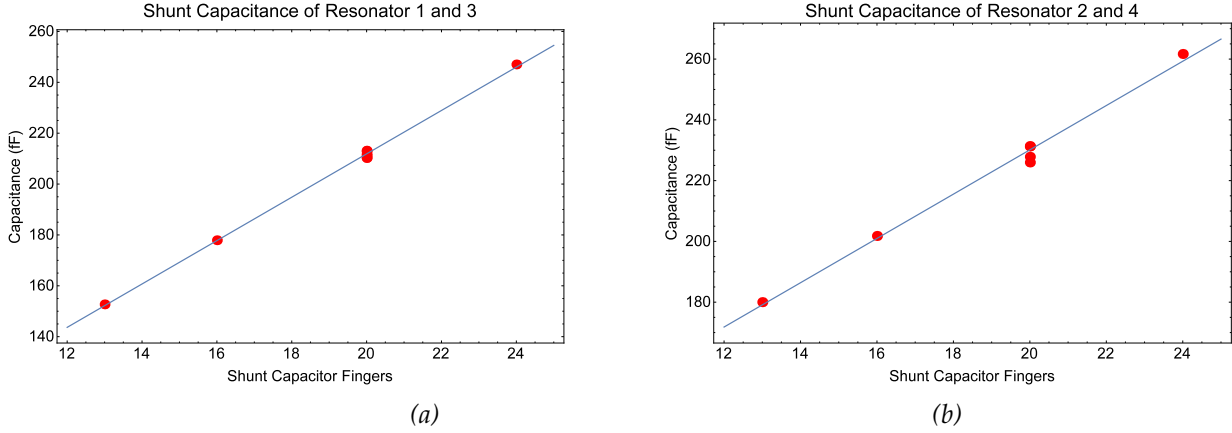 Shunt Capacitance of Resonator 1 and 3
260
240
220
200
180
160
140
Capacitance (fF)
12 14 16 18 20 22 24
Shunt Capacitor Fingers
(a)
Shunt Capacitance of Resonator 2 and 4
260
240
220
200
180
Capacitance (fF)
12 14 16 18 20 22 24
Shunt Capacitor Fingers
(b)